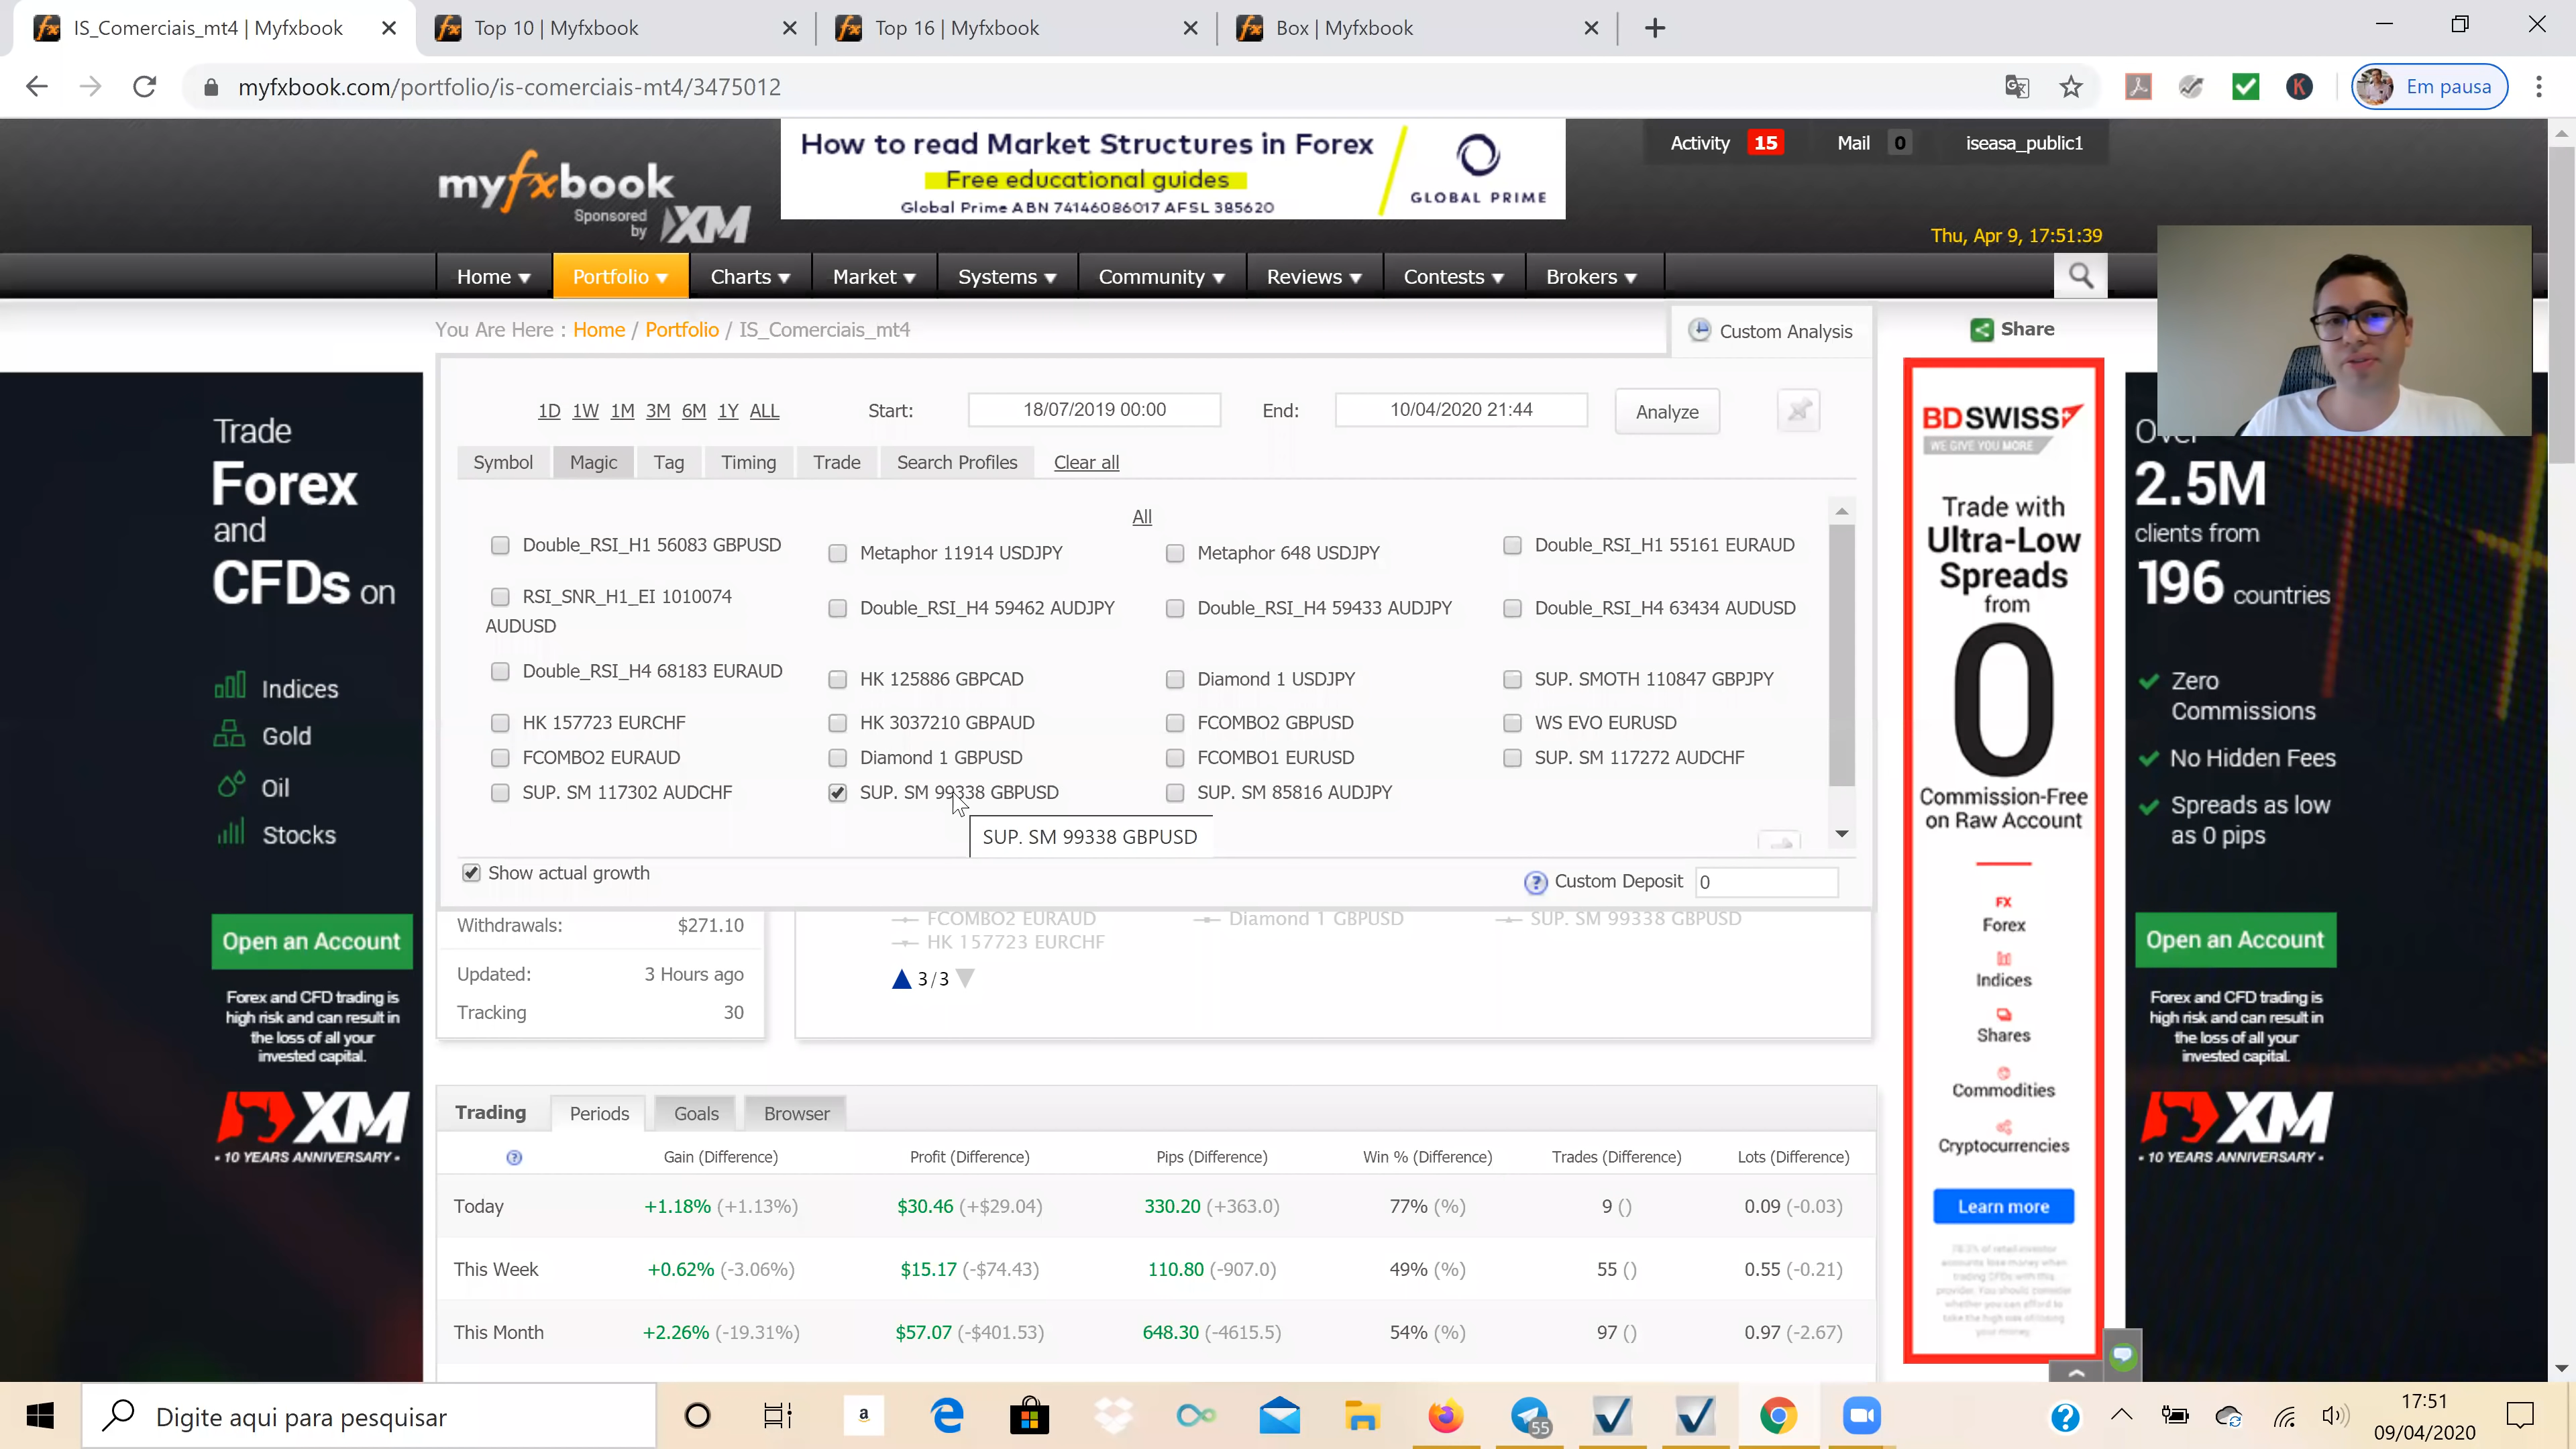 IS_Comerciais_mt4 | Myfxbook
Top 10 | Myfxbook
Top 16 | Myfxbook
Box | Myfxbook
myfxbook.com/portfolio/is-comerciais-mt4/3475012
Em pausa
myfxbook
Sponsored by XM
How to read Market Structures in Forex
Free educational guides
Global Prime ABN 74146086017 AFSL 385620
GLOBAL PRIME
Activity 15 Mail 0 iseasa_public1
Thu, Apr 9, 17:51:39
Home Portfolio Charts Market Systems Community Reviews Contests Brokers
You Are Here : Home / Portfolio / IS_Comerciais_mt4
Custom Analysis
Share
1D 1W 1M 3M 6M 1Y ALL Start: 18/07/2019 00:00 End: 10/04/2020 21:44 Analyze
Symbol Magic Tag Timing Trade Search Profiles Clear all
All
Double_RSI_H1 56083 GBPUSD Metaphor 11914 USDJPY Metaphor 648 USDJPY Double_RSI_H1 55161 EURAUD
RSI_SNR_H1_EI 1010074 AUDUSD Double_RSI_H4 59462 AUDJPY Double_RSI_H4 59433 AUDJPY Double_RSI_H4 63434 AUDUSD
Double_RSI_H4 68183 EURAUD HK 125886 GBPCAD Diamond 1 USDJPY SUP. SMOTH 110847 GBPJPY
HK 157723 EURCHF HK 3037210 GBPAUD FCOMBO2 GBPUSD WS EVO EURUSD
FCOMBO2 EURAUD Diamond 1 GBPUSD FCOMBO1 EURUSD SUP. SM 117272 AUDCHF
SUP. SM 117302 AUDCHF SUP. SM 99338 GBPUSD SUP. SM 85816 AUDJPY
SUP. SM 99338 GBPUSD
Show actual growth
Custom Deposit 0
Withdrawals: $271.10
Updated: 3 Hours ago
Tracking 30
FCOMBO2 EURAUD Diamond 1 GBPUSD SUP. SM 99338 GBPUSD
HK 157723 EURCHF
3/3
Trading Periods Goals Browser
Gain (Difference) Profit (Difference) Pips (Difference) Win % (Difference) Trades (Difference) Lots (Difference)
Today +1.18% (+1.13%) $30.46 (+$29.04) 330.20 (+363.0) 77% (%) 9 () 0.09 (-0.03)
This Week +0.62% (-3.06%) $15.17 (-$74.43) 110.80 (-907.0) 49% (%) 55 () 0.55 (-0.21)
This Month +2.26% (-19.31%) $57.07 (-$401.53) 648.30 (-4615.5) 54% (%) 97 () 0.97 (-2.67)
Trade
Forex
and
CFDs on
Indices
Gold
Oil
Stocks
Open an Account
Forex and CFD trading is
high risk and can result in
the loss of all your
invested capital.
XM
• 10 YEARS ANNIVERSARY •
BDSWISS
WE GIVE YOU MORE
Trade with
Ultra-Low
Spreads
from
0
Commission-Free
on Raw Account
FX
Forex
Indices
Shares
Commodities
Cryptocurrencies
Learn more
Over
2.5M
clients from
196 countries
Zero
Commissions
No Hidden Fees
Spreads as low
as 0 pips
Open an Account
Forex and CFD trading is
high risk and can result in
the loss of all your
invested capital.
XM
• 10 YEARS ANNIVERSARY •
Digite aqui para pesquisar
55
17:51
09/04/2020